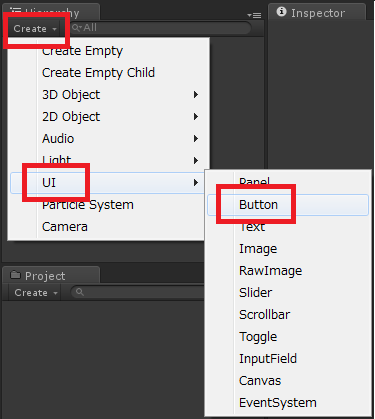 Hierarchy
Inspector
Create
All
Create Empty
Create Empty Child
3D Object
2D Object
Audio
Light
UI
Particle System
Camera
Panel
Button
Text
Image
RawImage
Slider
Scrollbar
Toggle
InputField
Canvas
EventSystem
Project
Create